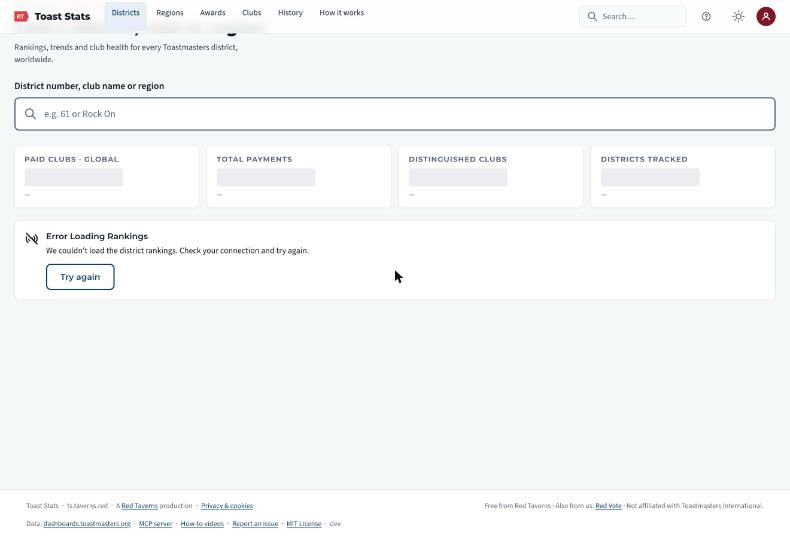 RT Toast Stats Districts Regions Awards Clubs History How it works Search...
Rankings, trends and club health for every Toastmasters district,
worldwide.
District number, club name or region
e.g. 61 or Rock On
PAID CLUBS · GLOBAL
—
TOTAL PAYMENTS
—
DISTINGUISHED CLUBS
—
DISTRICTS TRACKED
—
Error Loading Rankings
We couldn't load the district rankings. Check your connection and try again.
Try again
Toast Stats · ts.taverns.red · A Red Taverns production · Privacy & cookies
Free from Red Taverns · Also from us: Red Vote · Not affiliated with Toastmasters International.
Data: dashboards.toastmasters.org · MCP server · How-to videos · Report an issue · MIT License · dev